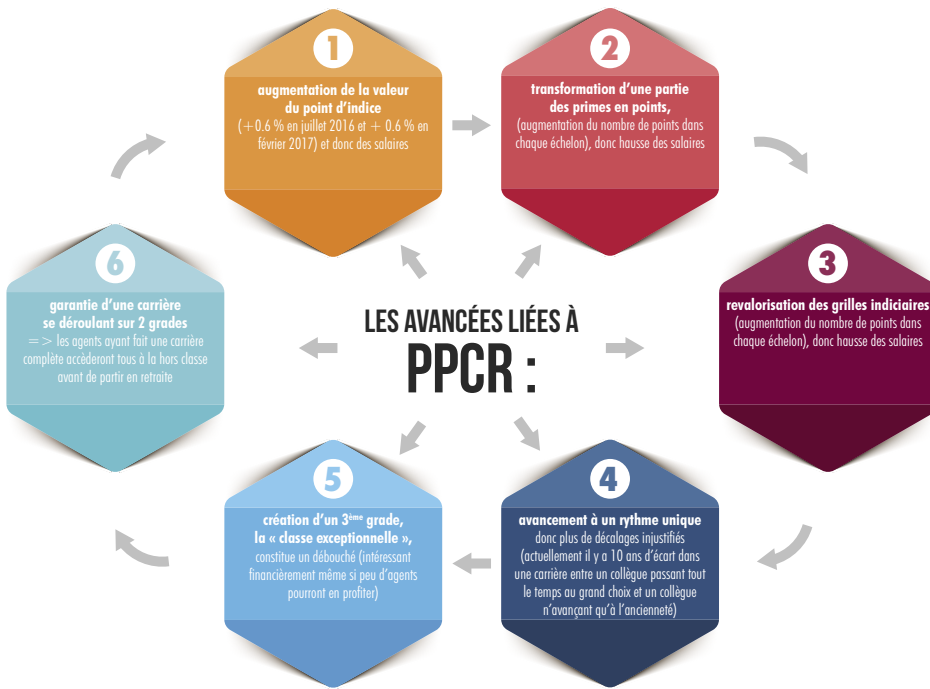 LES AVANCÉES LIÉES À
PPCR :
1
augmentation de la valeur
du point d'indice
(+0.6 % en juillet 2016 et + 0.6 % en
février 2017) et donc des salaires
2
transformation d'une partie
des primes en points,
(augmentation du nombre de points dans
chaque échelon), donc hausse des salaires
3
revalorisation des grilles indiciaires
(augmentation du nombre de points dans
chaque échelon), donc hausse des salaires
4
avancement à un rythme unique
donc plus de décalages injustifiés
(actuellement il y a 10 ans d'écart dans
une carrière entre un collègue passant tout
le temps au grand choix et un collègue
n'avançant qu'à l'ancienneté)
5
création d'un 3ème grade,
la « classe exceptionnelle »,
constitue un débouché (intéressant
financièrement même si peu d'agents
pourront en profiter)
6
garantie d'une carrière
se déroulant sur 2 grades
=> les agents ayant fait une carrière
complète accèderont tous à la hors classe
avant de partir en retraite